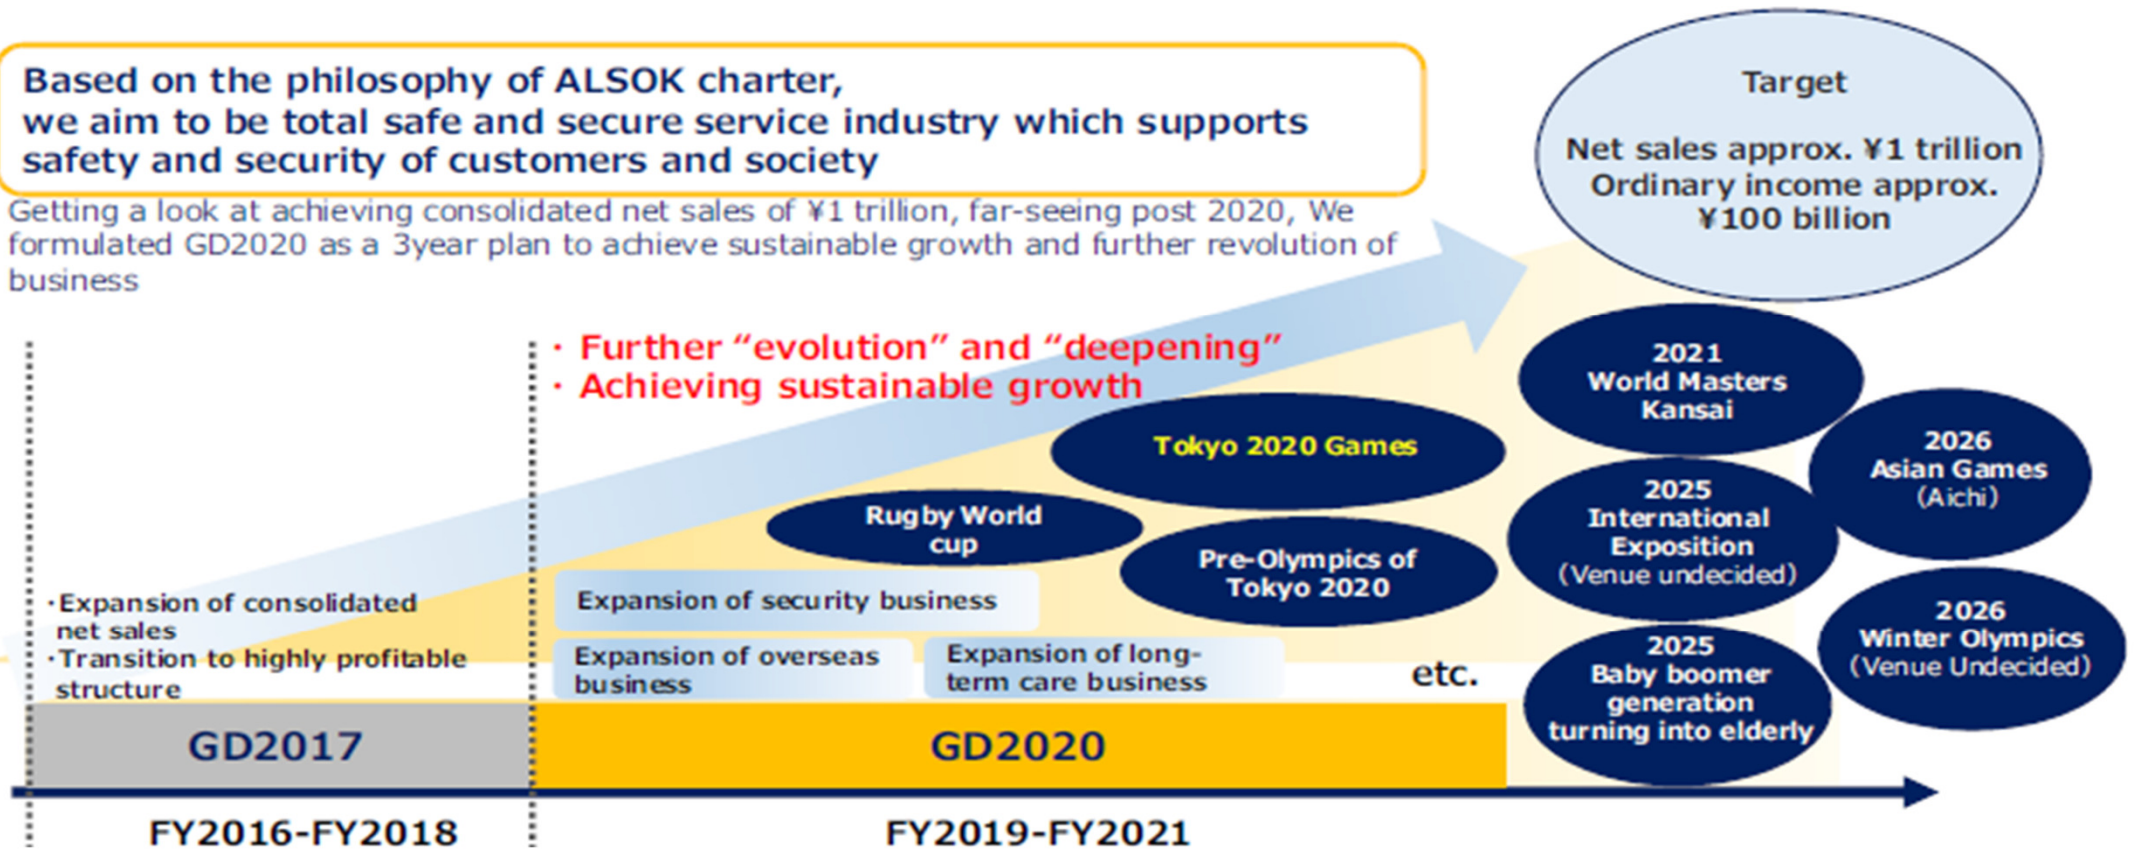 Based on the philosophy of ALSOK charter,
we aim to be total safe and secure service industry which supports
safety and security of customers and society
Getting a look at achieving consolidated net sales of ¥1 trillion, far-seeing post 2020, We
formulated GD2020 as a 3year plan to achieve sustainable growth and further revolution of
business
Target
Net sales approx. ¥1 trillion
Ordinary income approx.
¥100 billion
· Further “evolution” and “deepening”
· Achieving sustainable growth
2021
World Masters
Kansai
Tokyo 2020 Games
2026
Asian Games
(Aichi)
Rugby World
cup
2025
International
Exposition
(Venue undecided)
Pre-Olympics of
Tokyo 2020
·Expansion of consolidated
net sales
·Transition to highly profitable
structure
Expansion of security business
Expansion of overseas
business
Expansion of long-
term care business
etc.
2026
Winter Olympics
(Venue Undecided)
2025
Baby boomer
generation
turning into elderly
GD2017
GD2020
FY2016-FY2018
FY2019-FY2021